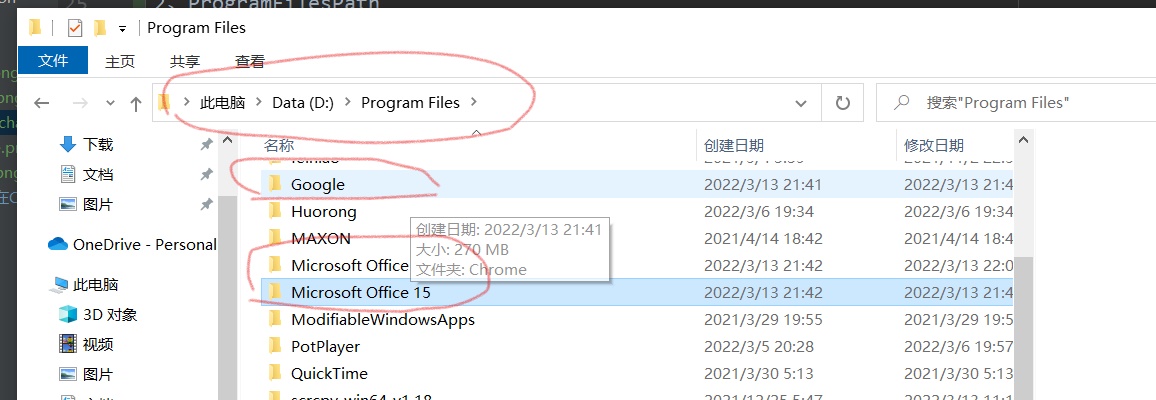 25 2、ProgramFilesPath
Program Files
文件 主页 共享 查看
此电脑 Data (D:) Program Files 搜索"Program Files"
下载
文档
图片
OneDrive - Personal
此电脑
3D 对象
视频
图片
名称 创建日期 修改日期
Google 2022/3/13 21:41 2022/3/13 21:4
Huorong 2022/3/6 19:34 2022/3/6 19:34
MAXON 2021/4/14 18:42 2021/4/14 18:42
Microsoft Office 2022/3/13 21:42 2022/3/13 22:0
Microsoft Office 15 2022/3/13 21:42 2022/3/13 21:4
ModifiableWindowsApps 2021/3/29 19:55 2021/3/29 19:5
PotPlayer 2022/3/5 20:28 2022/3/6 19:57
QuickTime 2021/3/30 5:13 2021/3/30 5:13
创建日期: 2022/3/13 21:41
大小: 270 MB
文件夹: Chrome